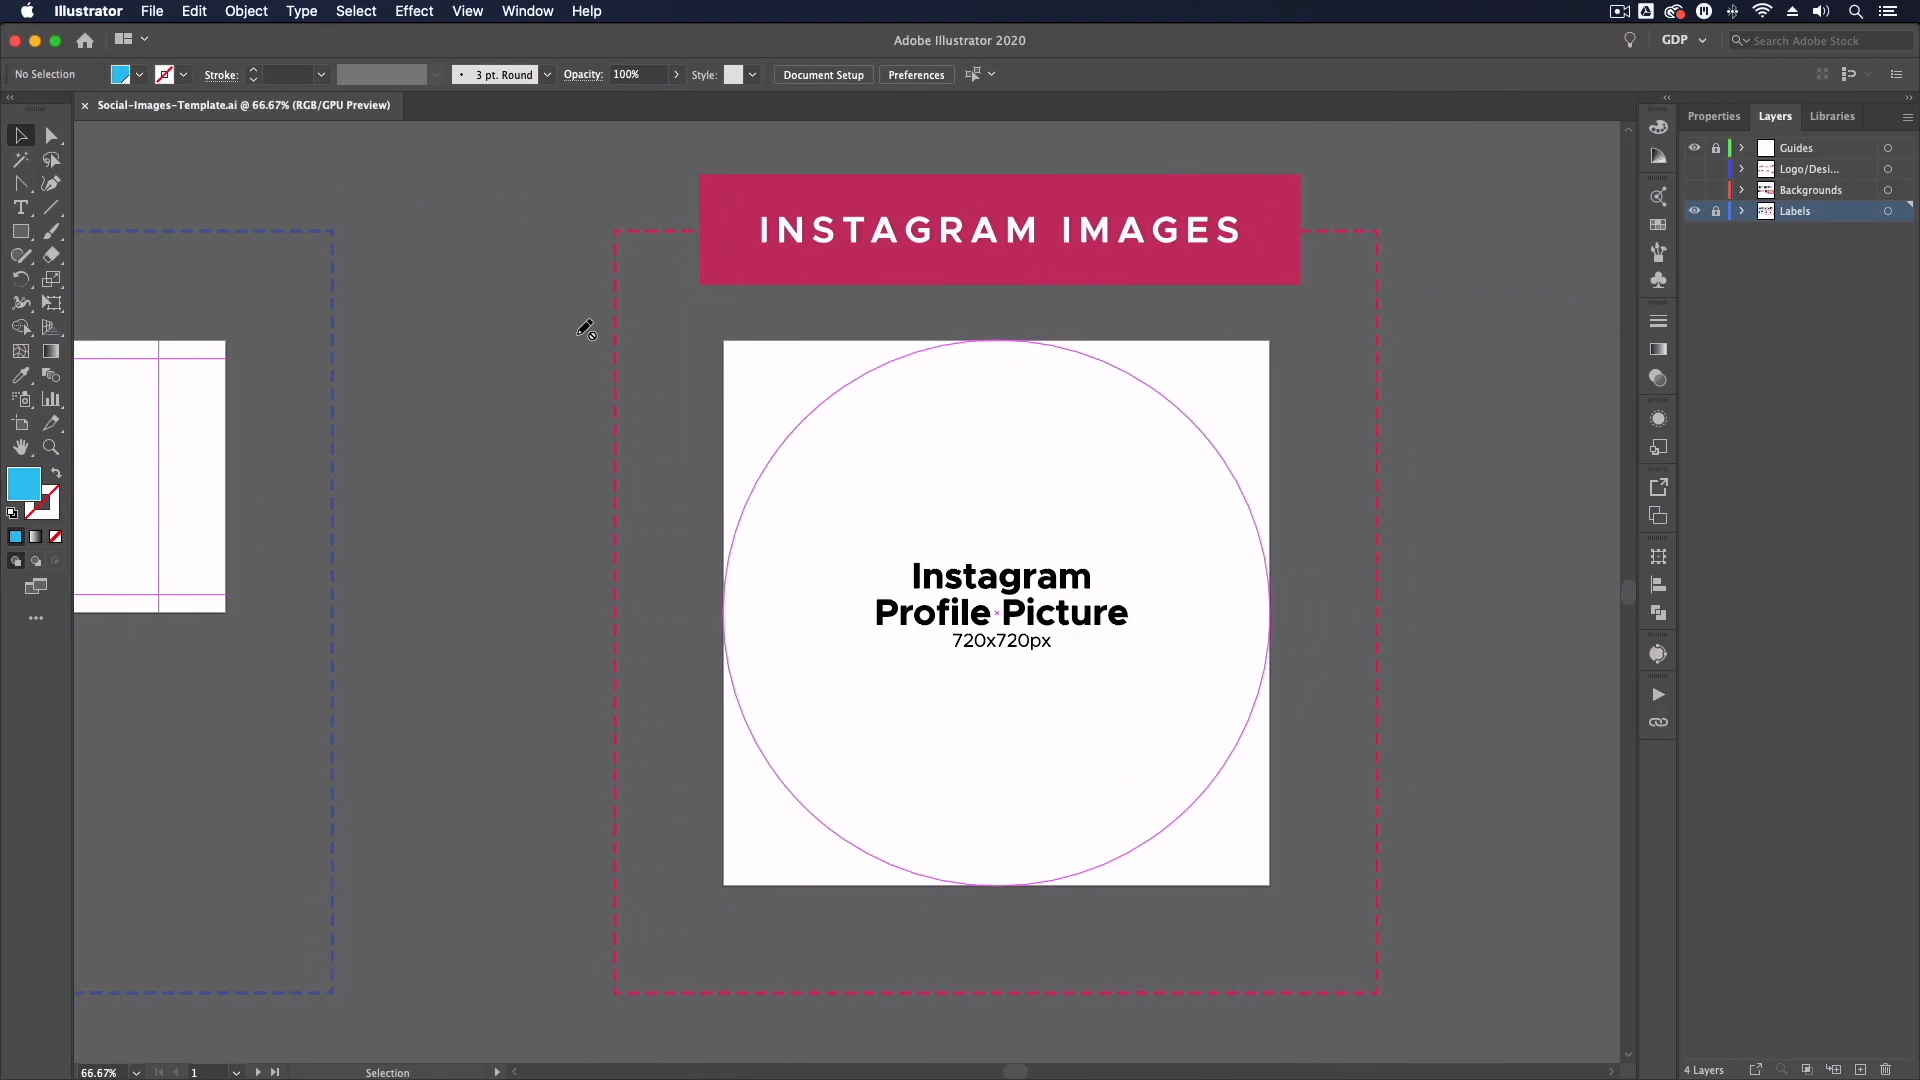 Illustrator File Edit Object Type Select Effect View Window Help
Adobe Illustrator 2020
GDP
Search Adobe Stock
No Selection
Stroke:
3 pt. Round
Opacity: 100%
Style:
Document Setup
Preferences
× Social-Images-Template.ai @ 66.67% (RGB/GPU Preview)
Properties Layers Libraries
Guides
Logo/Desi...
Backgrounds
Labels
INSTAGRAM IMAGES
Instagram
Profile Picture
720x720px
66.67%
1
Selection
4 Layers